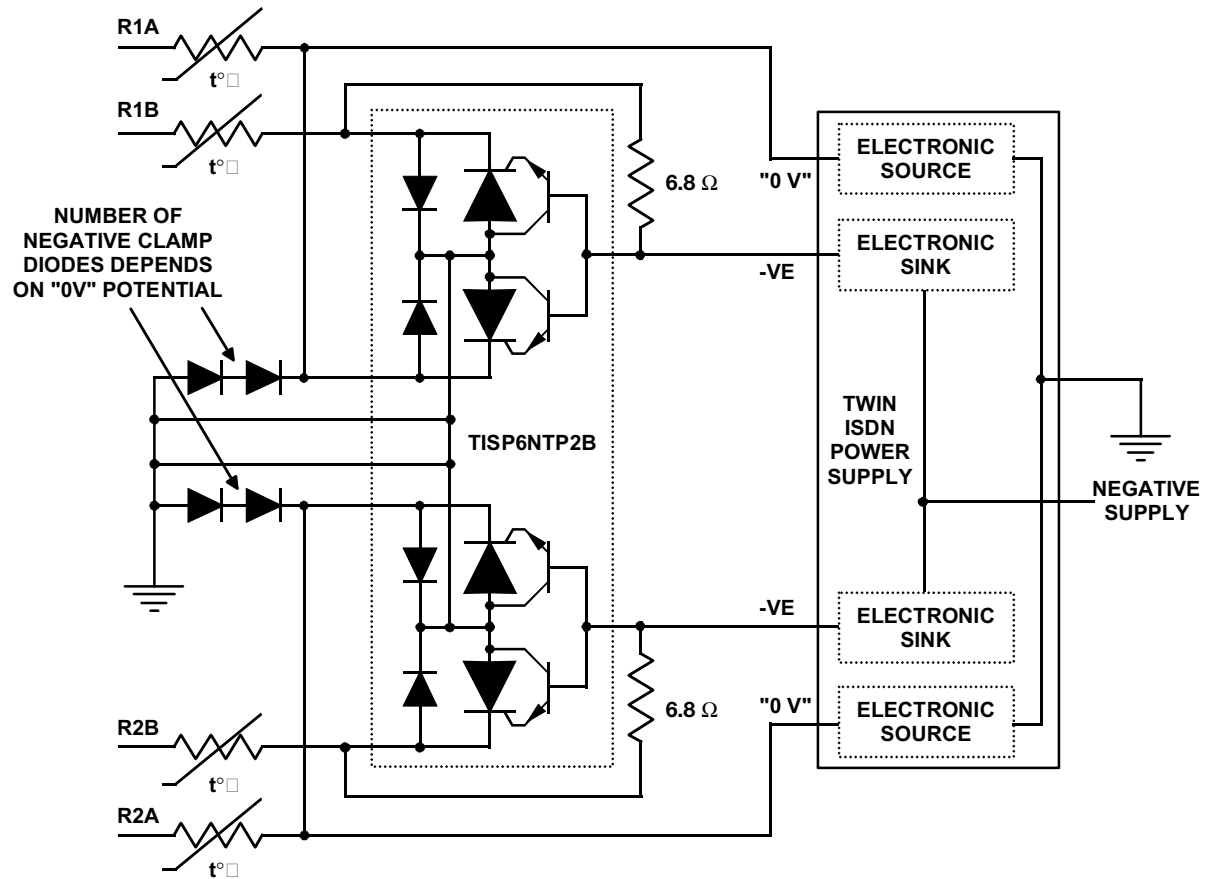 R1A
t°□
R1B
t°□
NUMBER OF
NEGATIVE CLAMP
DIODES DEPENDS
ON "0V" POTENTIAL
6.8 Ω
"0 V"
-VE
ELECTRONIC
SOURCE
ELECTRONIC
SINK
TISP6NTP2B
TWIN
ISDN
POWER
SUPPLY
NEGATIVE
SUPPLY
-VE
ELECTRONIC
SINK
6.8 Ω
"0 V"
ELECTRONIC
SOURCE
R2B
t°□
R2A
t°□